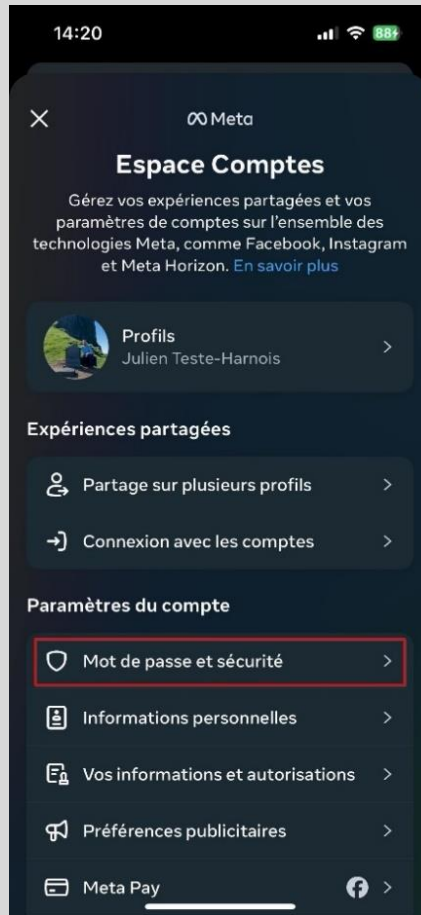 14:20
88
Meta
Espace Comptes
Gérez vos expériences partagées et vos
paramètres de comptes sur l'ensemble des
technologies Meta, comme Facebook, Instagram
et Meta Horizon. En savoir plus
Profils
Julien Teste-Harnois
Expériences partagées
Partage sur plusieurs profils
Connexion avec les comptes
Paramètres du compte
Mot de passe et sécurité
Informations personnelles
Vos informations et autorisations
Préférences publicitaires
Meta Pay